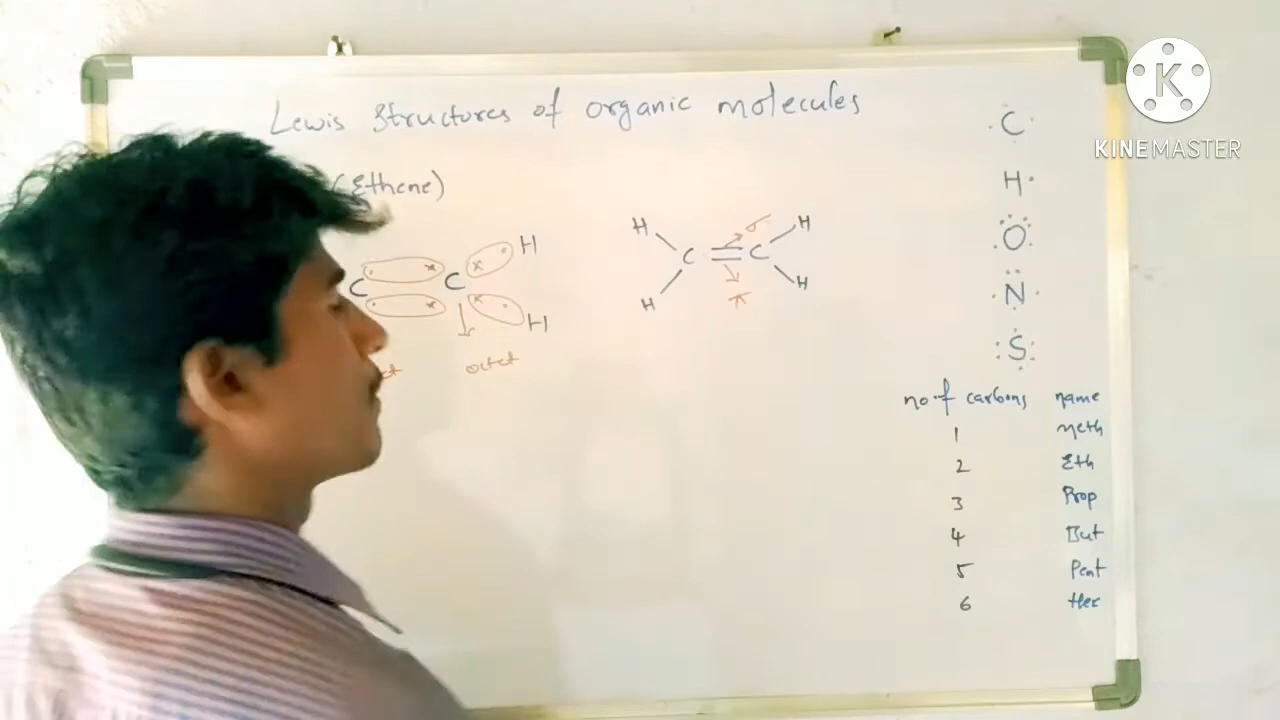 Lewis Structures of organic molecules
(Ethene)
C C H
H
octet
H H
C = C σ
H H
π
C
H
O
N
S
no.of carbons name
1 Meth
2 Eth
3 Prop
4 But
5 Pent
6 Hex
K
KINEMASTER